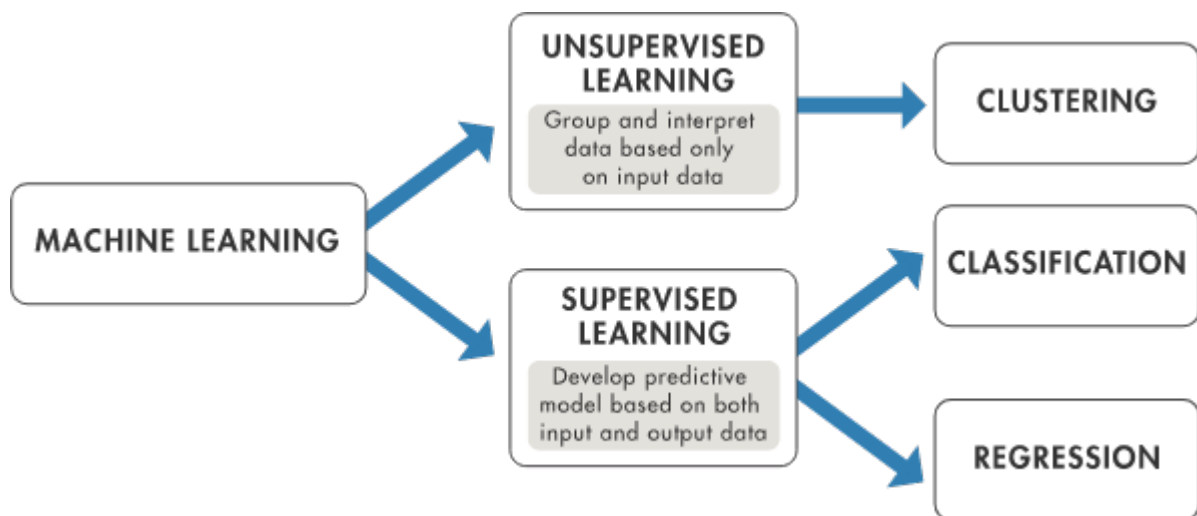 MACHINE LEARNING
UNSUPERVISED
LEARNING
Group and interpret
data based only
on input data
SUPERVISED
LEARNING
Develop predictive
model based on both
input and output data
CLUSTERING
CLASSIFICATION
REGRESSION